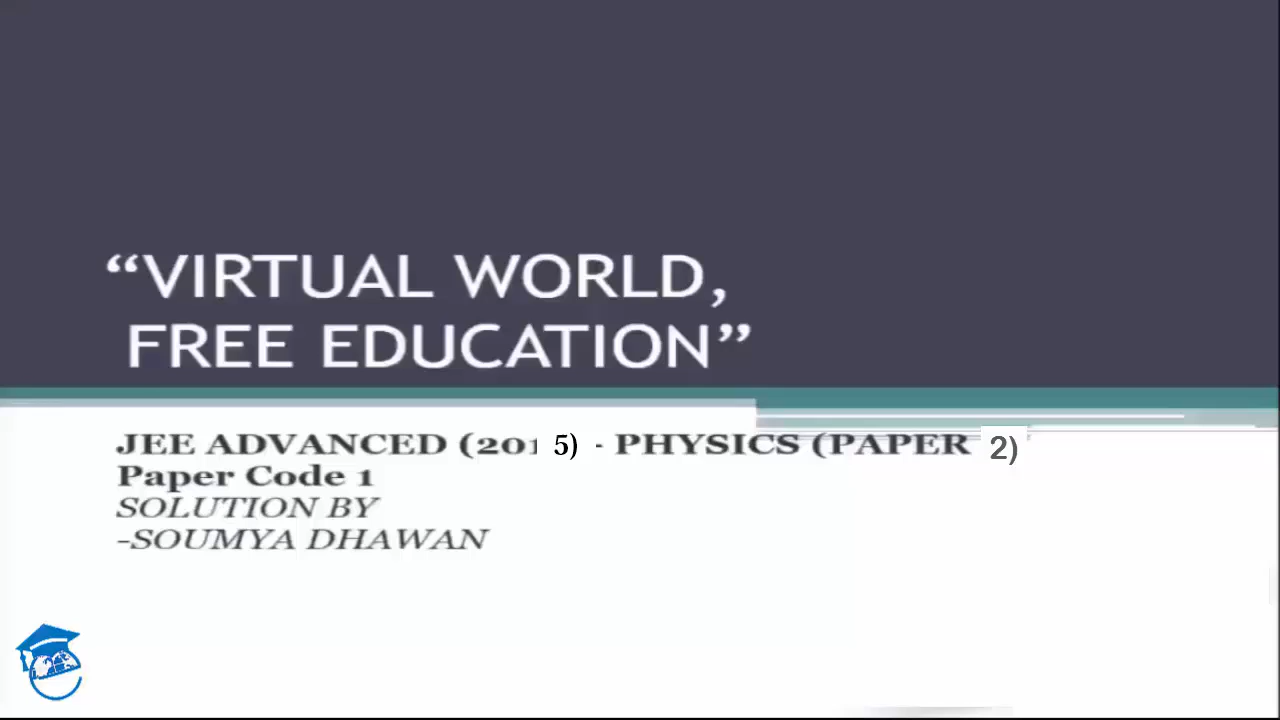 “VIRTUAL WORLD,
FREE EDUCATION”
JEE ADVANCED (201 5) - PHYSICS (PAPER 2)
Paper Code 1
SOLUTION BY
-SOUMYA DHAWAN